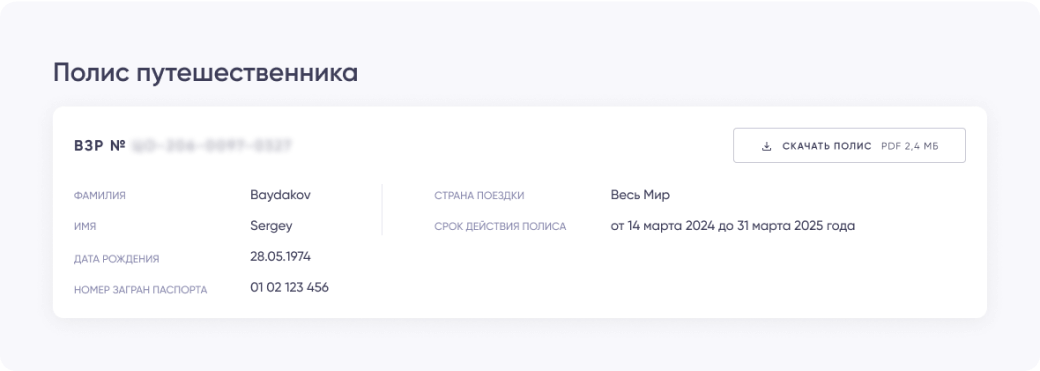 Полис путешественника
ВЗР №
СКАЧАТЬ ПОЛИС PDF 2,4 МБ
ФАМИЛИЯ Baydakov
СТРАНА ПОЕЗДКИ Весь Мир
ИМЯ Sergey
СРОК ДЕЙСТВИЯ ПОЛИСА от 14 марта 2024 до 31 марта 2025 года
ДАТА РОЖДЕНИЯ 28.05.1974
НОМЕР ЗАГРАН ПАСПОРТА 01 02 123 456